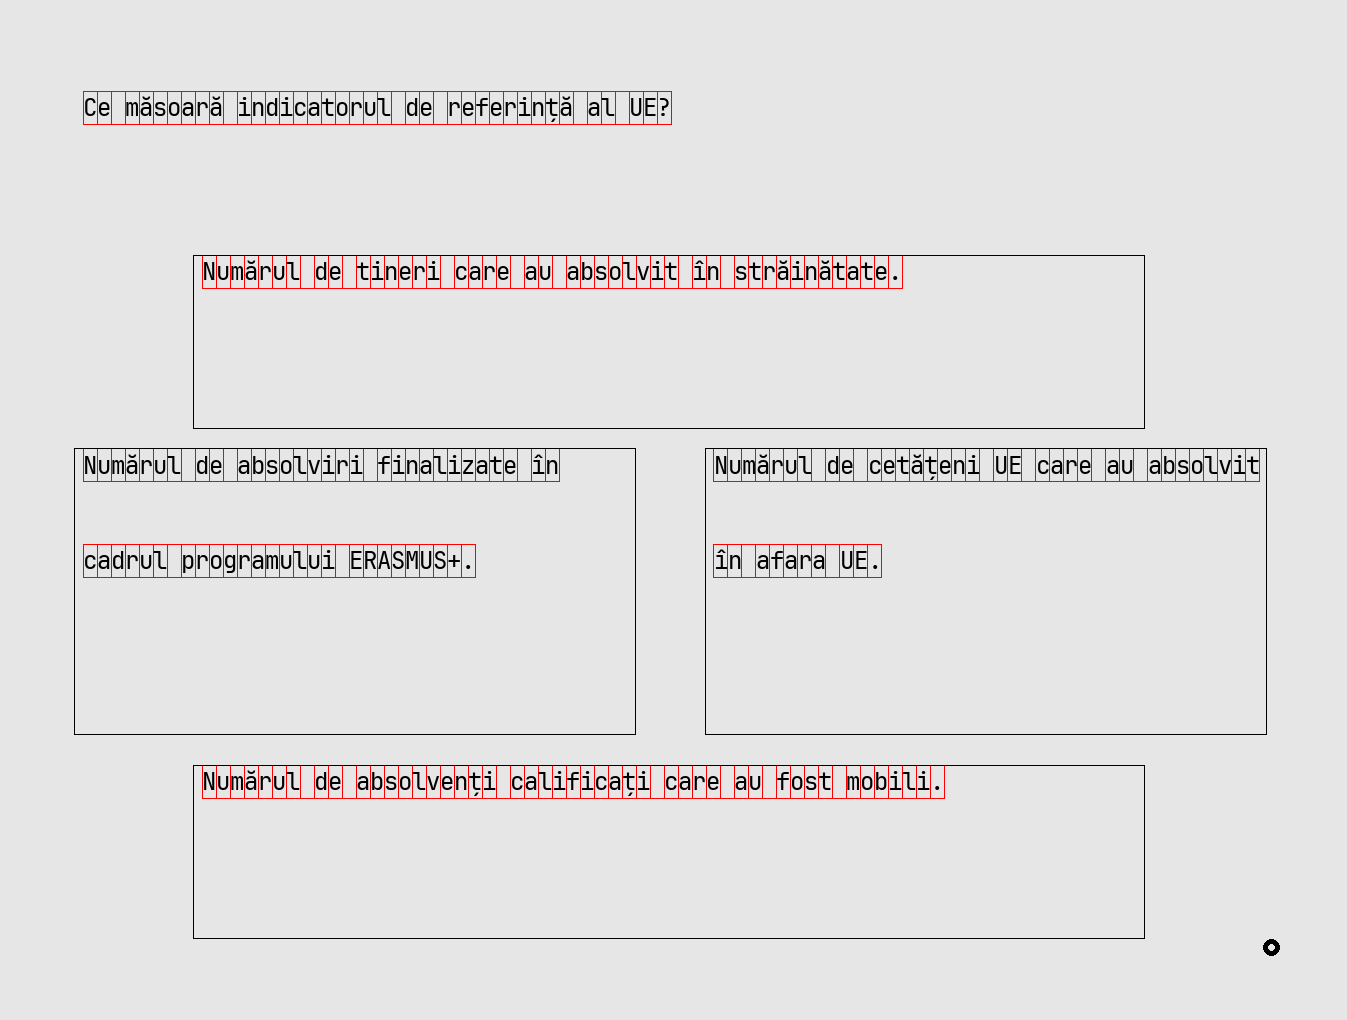 Ce măsoară indicatorul de referință al UE?
Numărul de tineri care au absolvit în străinătate.
Numărul de absolviri finalizate în
cadrul programului ERASMUS+.
Numărul de cetățeni UE care au absolvit
în afara UE.
Numărul de absolvenți calificați care au fost mobili.